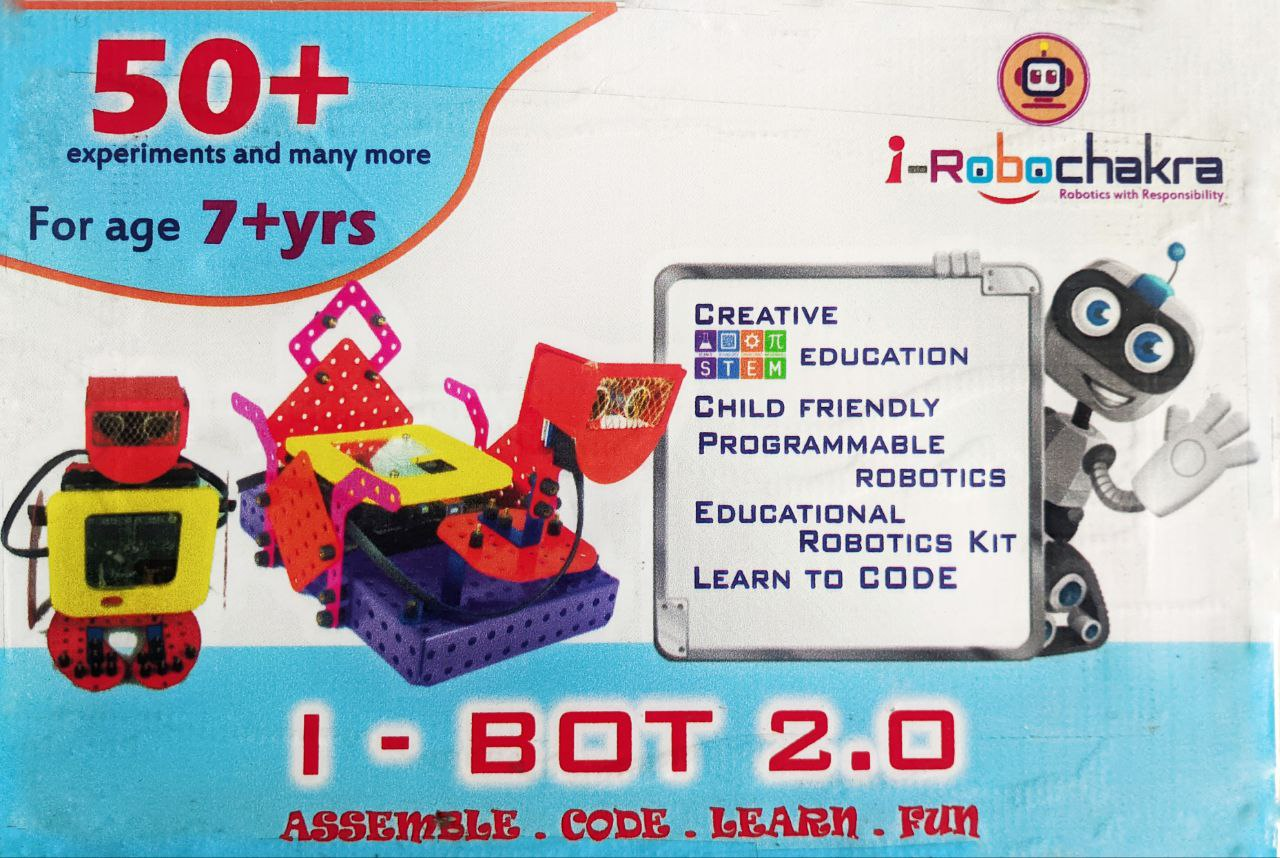 50+
experiments and many more
For age 7+yrs
i-Robochakra
Robotics with Responsibility
CREATIVE
STEM EDUCATION
CHILD FRIENDLY
PROGRAMMABLE
ROBOTICS
EDUCATIONAL
ROBOTICS KIT
LEARN TO CODE
I - BOT 2.0
ASSEMBLE . CODE . LEARN . FUN